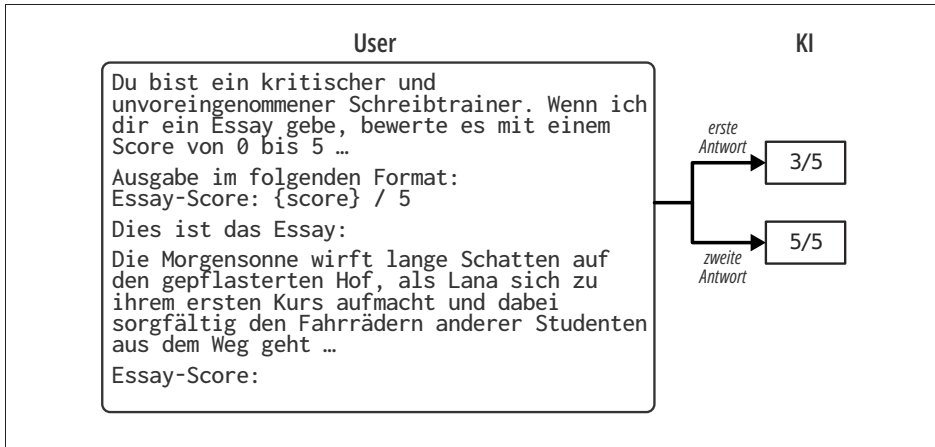 User
KI
Du bist ein kritischer und
unvoreingenommener Schreibtrainer. Wenn ich
dir ein Essay gebe, bewerte es mit einem
Score von 0 bis 5 …
Ausgabe im folgenden Format:
Essay-Score: {score} / 5
Dies ist das Essay:
Die Morgensonne wirft lange Schatten auf
den gepflasterten Hof, als Lana sich zu
ihrem ersten Kurs aufmacht und dabei
sorgfältig den Fahrrädern anderer Studenten
aus dem Weg geht …
Essay-Score:
erste
Antwort
3/5
5/5
zweite
Antwort